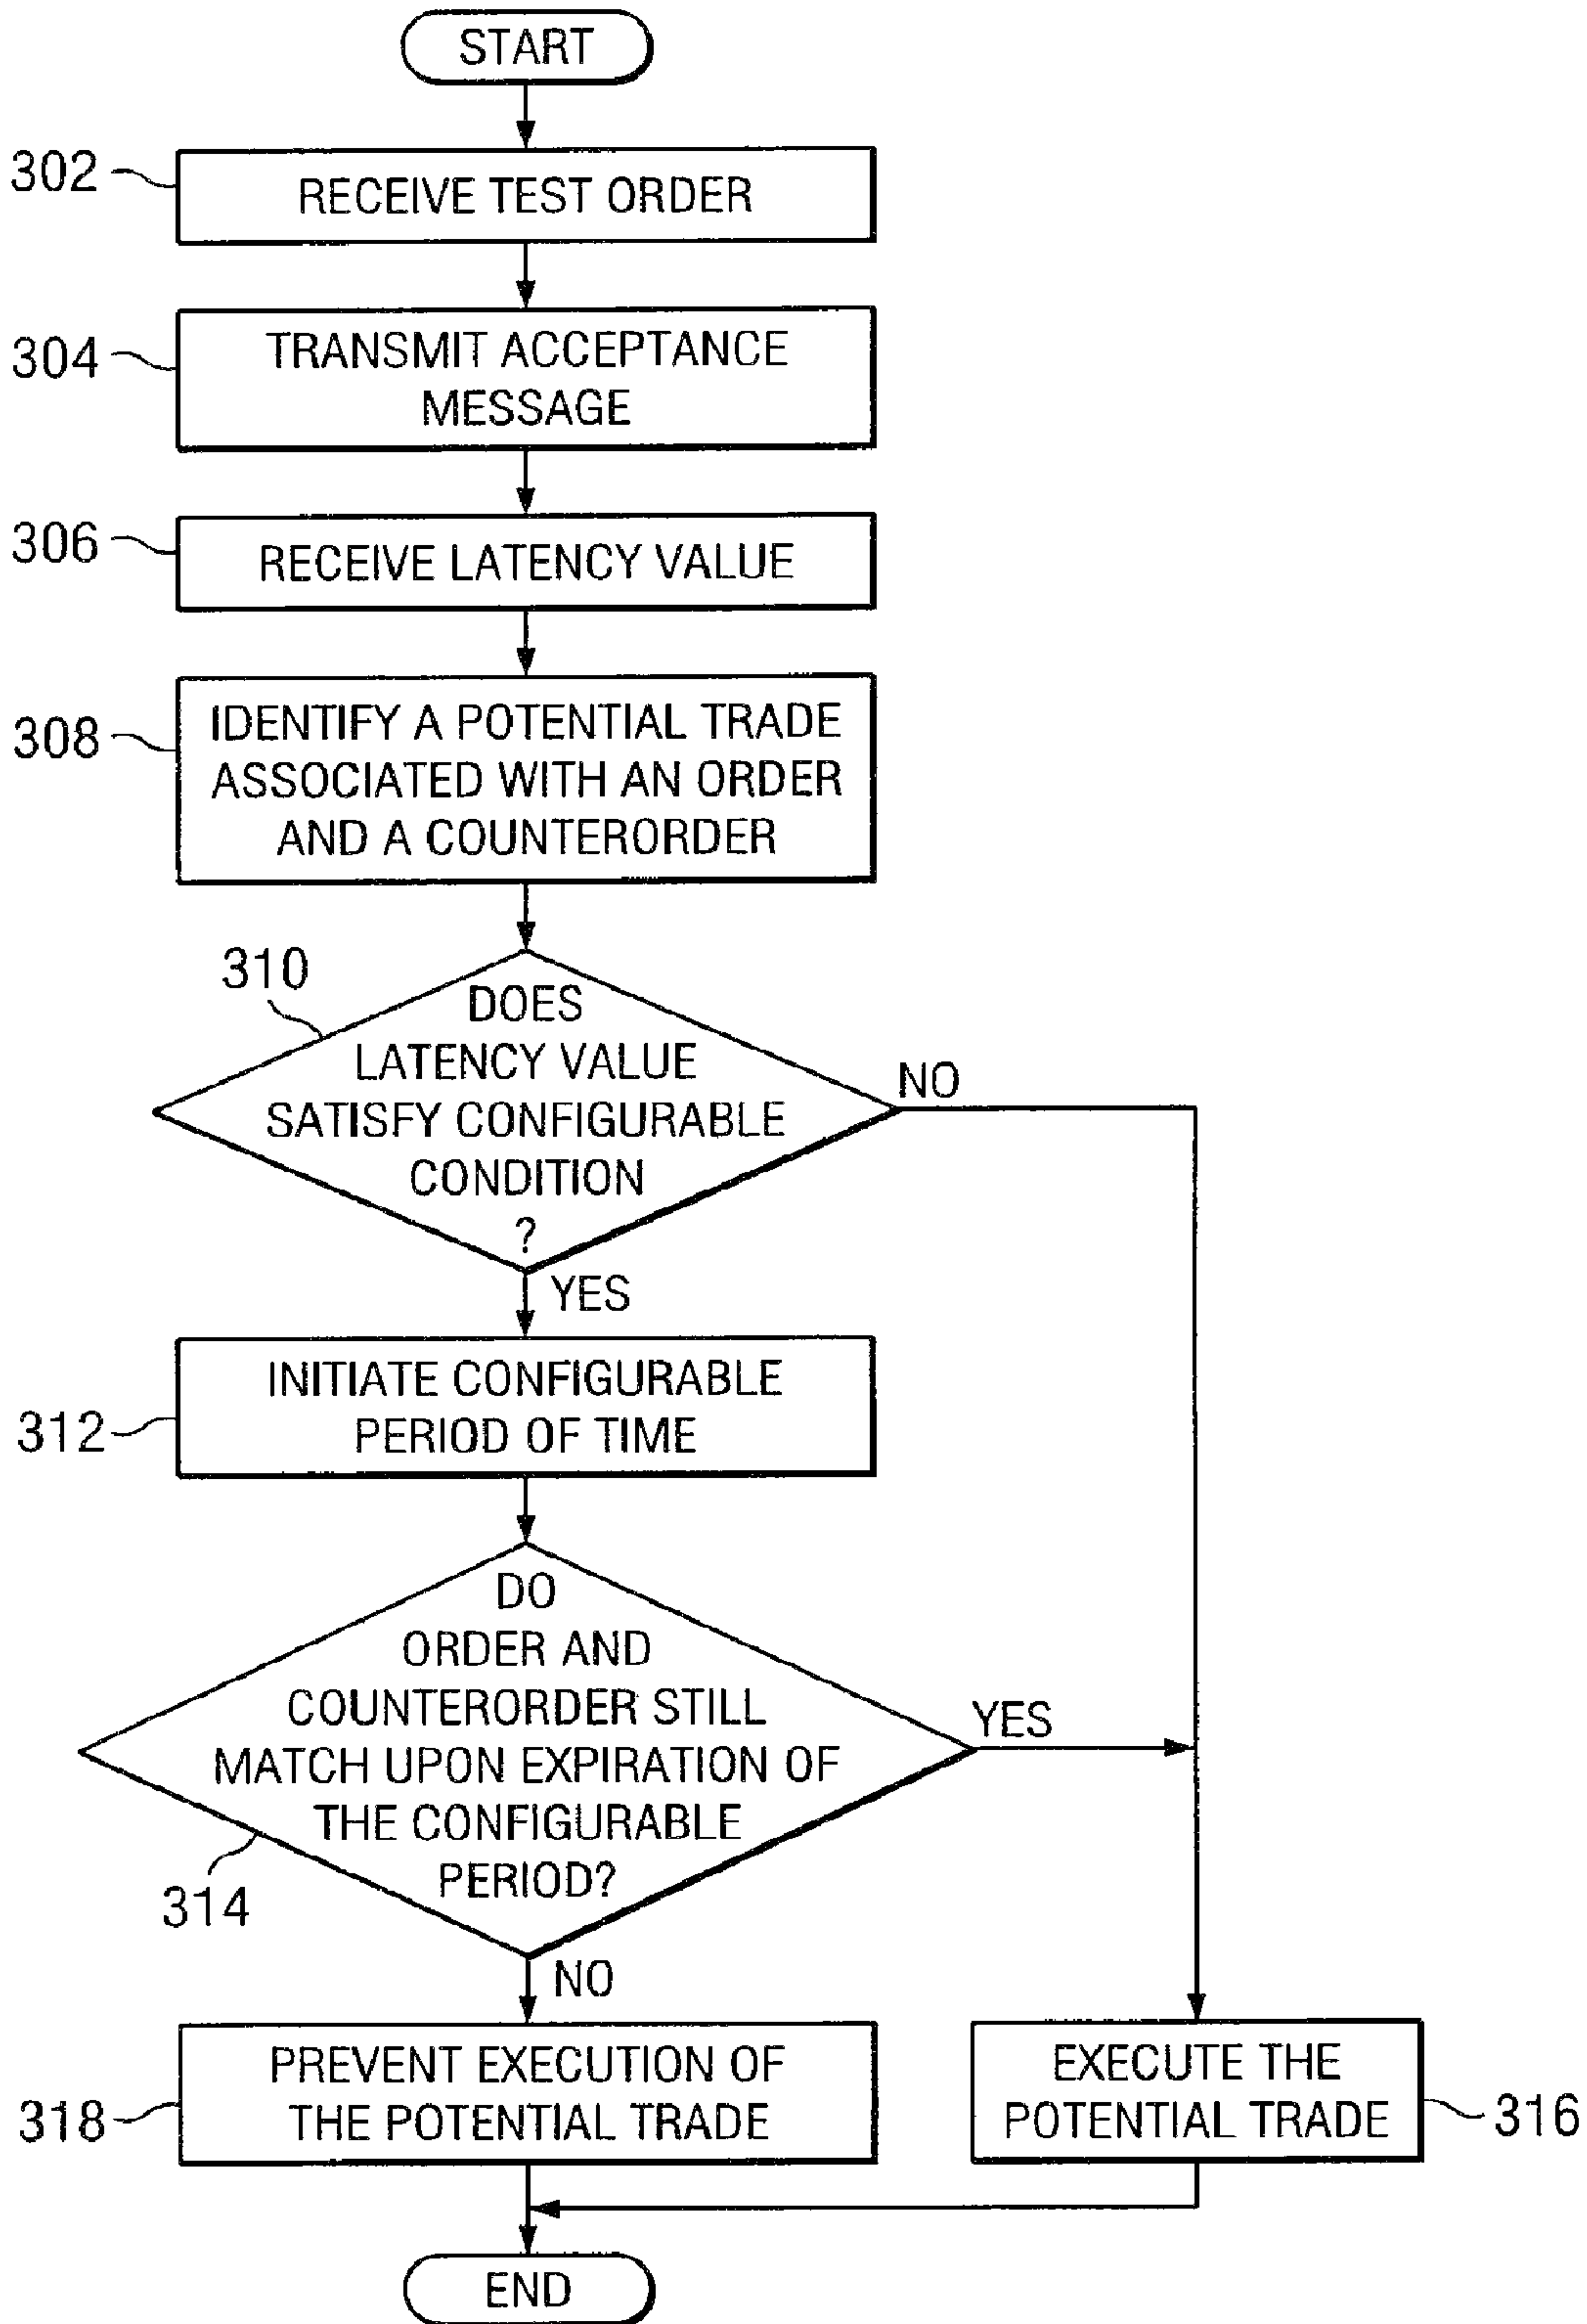 START
302
RECEIVE TEST ORDER
304
TRANSMIT ACCEPTANCE
MESSAGE
306
RECEIVE LATENCY VALUE
308
IDENTIFY A POTENTIAL TRADE
ASSOCIATED WITH AN ORDER
AND A COUNTERORDER
310
DOES
LATENCY VALUE
SATISFY CONFIGURABLE
CONDITION
?
NO
YES
312
INITIATE CONFIGURABLE
PERIOD OF TIME
DO
ORDER AND
COUNTERORDER STILL
MATCH UPON EXPIRATION OF
THE CONFIGURABLE
PERIOD?
YES
314
NO
318
PREVENT EXECUTION OF
THE POTENTIAL TRADE
EXECUTE THE
POTENTIAL TRADE
316
END